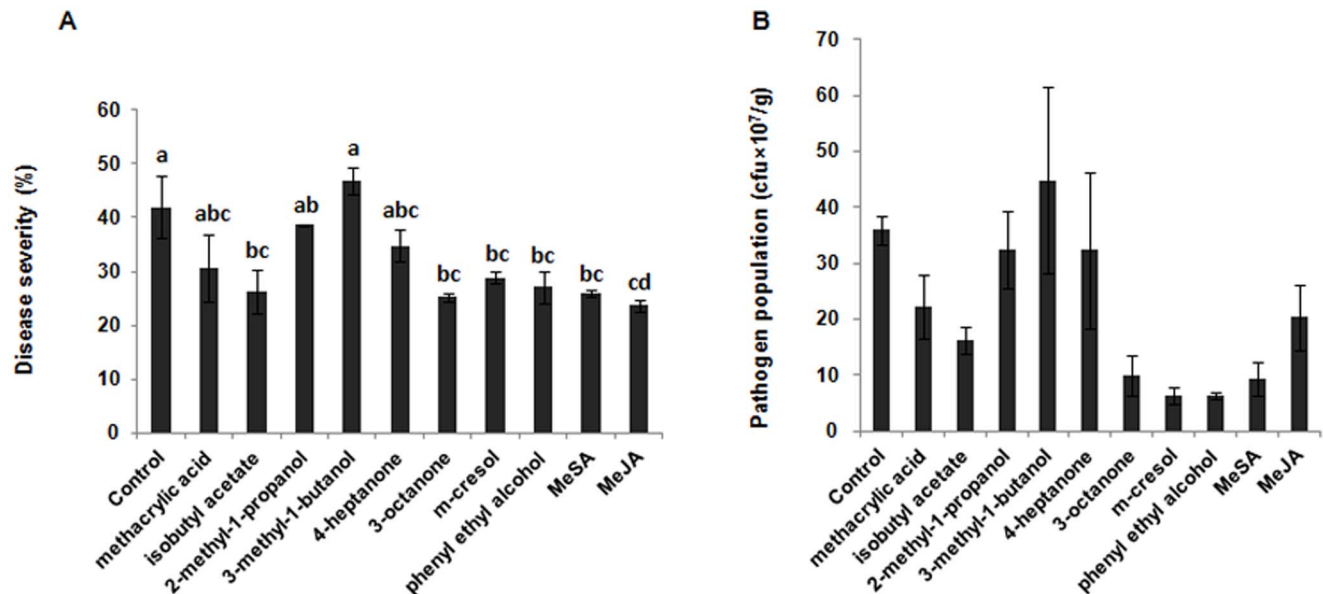 A
Disease severity (%)
60
50
40
30
20
10
0
a
abc
bc
ab
a
abc
bc
bc
bc
bc
cd
Control
methacrylic acid
isobutyl acetate
2-methyl-1-propanol
3-methyl-1-butanol
4-heptanone
3-octanone
m-cresol
phenyl ethyl alcohol
MeSA
MeJA
B
Pathogen population (cfu×10⁷/g)
70
60
50
40
30
20
10
0
Control
methacrylic acid
isobutyl acetate
2-methyl-1-propanol
3-methyl-1-butanol
4-heptanone
3-octanone
m-cresol
phenyl ethyl alcohol
MeSA
MeJA